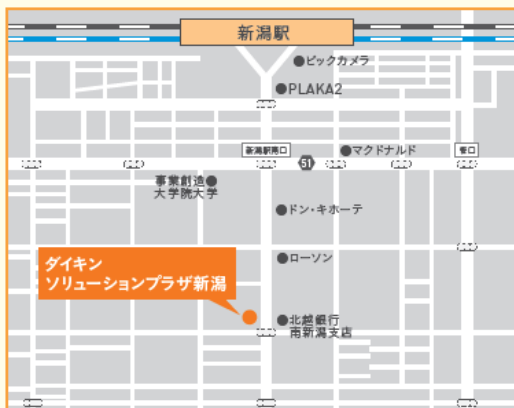 新潟駅
ビックカメラ
PLAKA2
新潟駅南口
51
マクドナルド
笹口
事業創造
大学院大学
ドン・キホーテ
ローソン
ダイキン
ソリューションプラザ新潟
北越銀行
南新潟支店